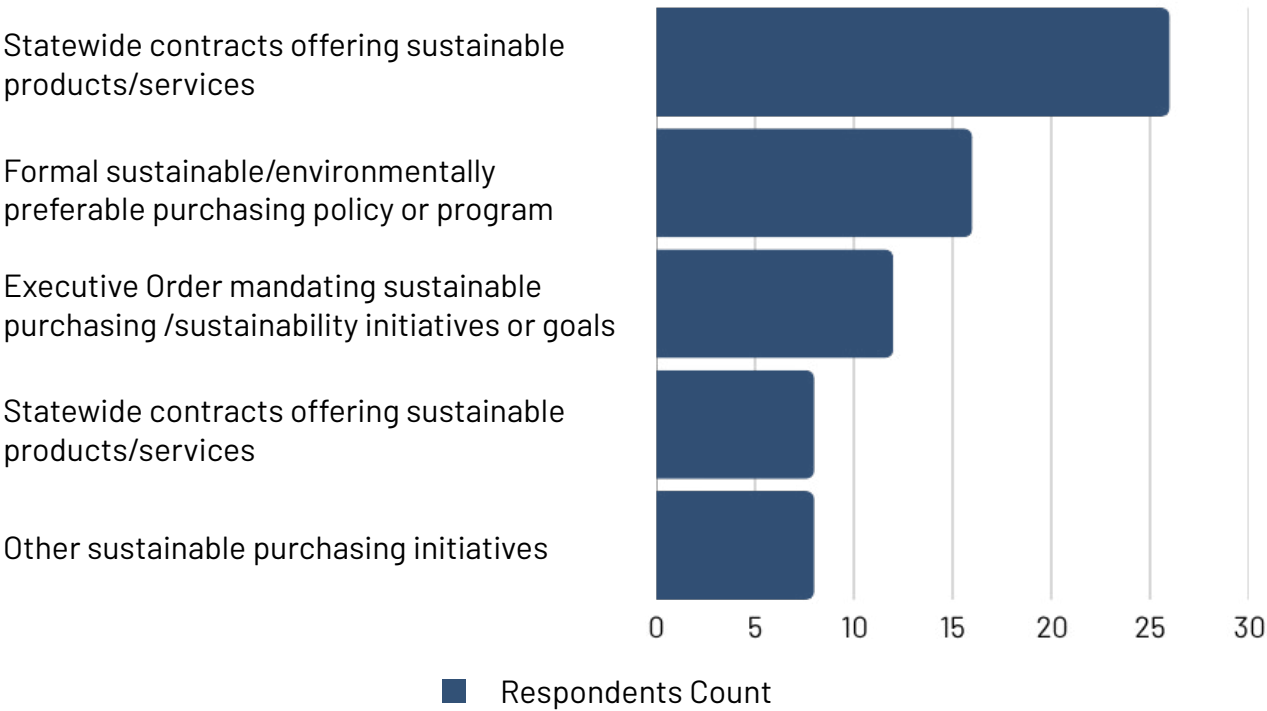 Statewide contracts offering sustainable
products/services
Formal sustainable/environmentally
preferable purchasing policy or program
Executive Order mandating sustainable
purchasing /sustainability initiatives or goals
Statewide contracts offering sustainable
products/services
Other sustainable purchasing initiatives
0 5 10 15 20 25 30
Respondents Count